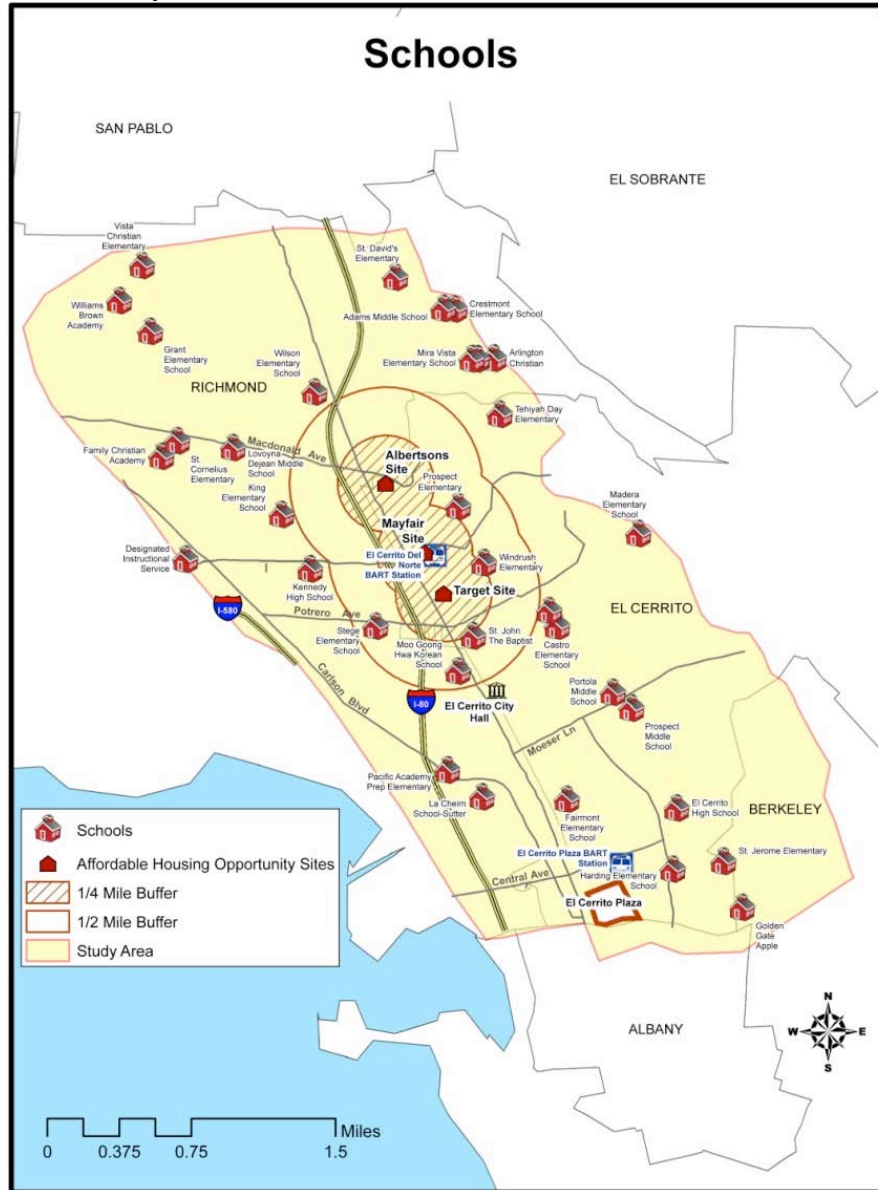 Schools
SAN PABLO
EL SOBRANTE
Vista
Christian
Elementary
St. David's
Elementary
Williams
Brown
Academy
Adams Middle School
Crestmont
Elementary School
Grant
Elementary
School
Wilson
Elementary
School
Mira Vista
Elementary School
Arlington
Christian
RICHMOND
Tehiyah Day
Elementary
Macdonald Ave
Family Christian
Academy
St.
Cornelius
Elementary
Lovoyna
Dejean Middle
School
Albertsons
Site
King
Elementary
School
Prospect
Elementary
Madera
Elementary
School
Mayfair
Site
Designated
Instructional
Service
El Cerrito Del
Norte
BART Station
Windrush
Elementary
Kennedy
High School
Target Site
I-580
Potrero Ave
EL CERRITO
Stege
Elementary
School
Moo Goong
Hwa Korean
School
St. John
The Baptist
Castro
Elementary
School
Carlson Blvd
I-80
El Cerrito City
Hall
Portola
Middle
School
Prospect
Middle
School
Moeser Ln
Pacific Academy
Prep Elementary
La Cheim
School-Sutter
Fairmont
Elementary
School
El Cerrito
High School
BERKELEY
El Cerrito Plaza BART
Station
St. Jerome Elementary
Central Ave
Harding Elementary
School
El Cerrito Plaza
Golden
Gate
Apple
Schools
Affordable Housing Opportunity Sites
1/4 Mile Buffer
1/2 Mile Buffer
Study Area
ALBANY
N
W
E
S
Miles
0
0.375
0.75
1.5